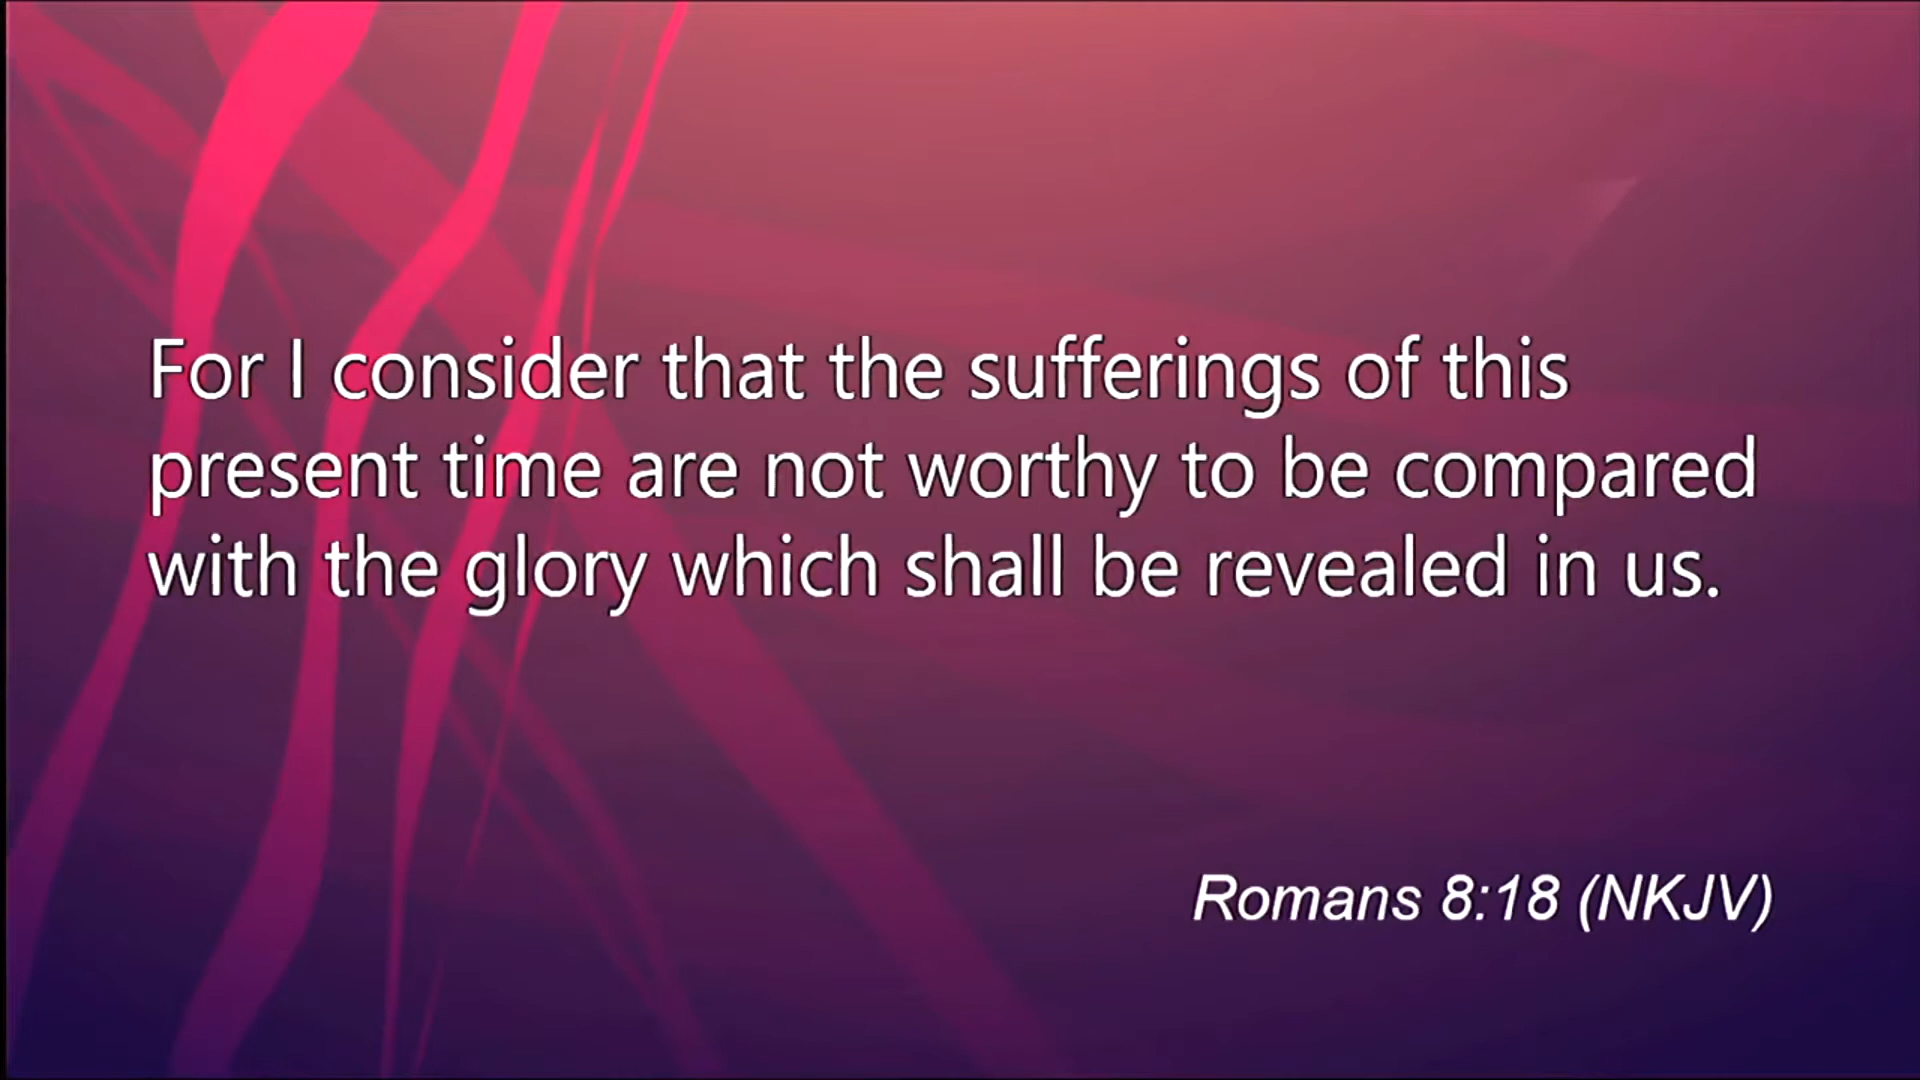 For I consider that the sufferings of this
present time are not worthy to be compared
with the glory which shall be revealed in us.
Romans 8:18 (NKJV)